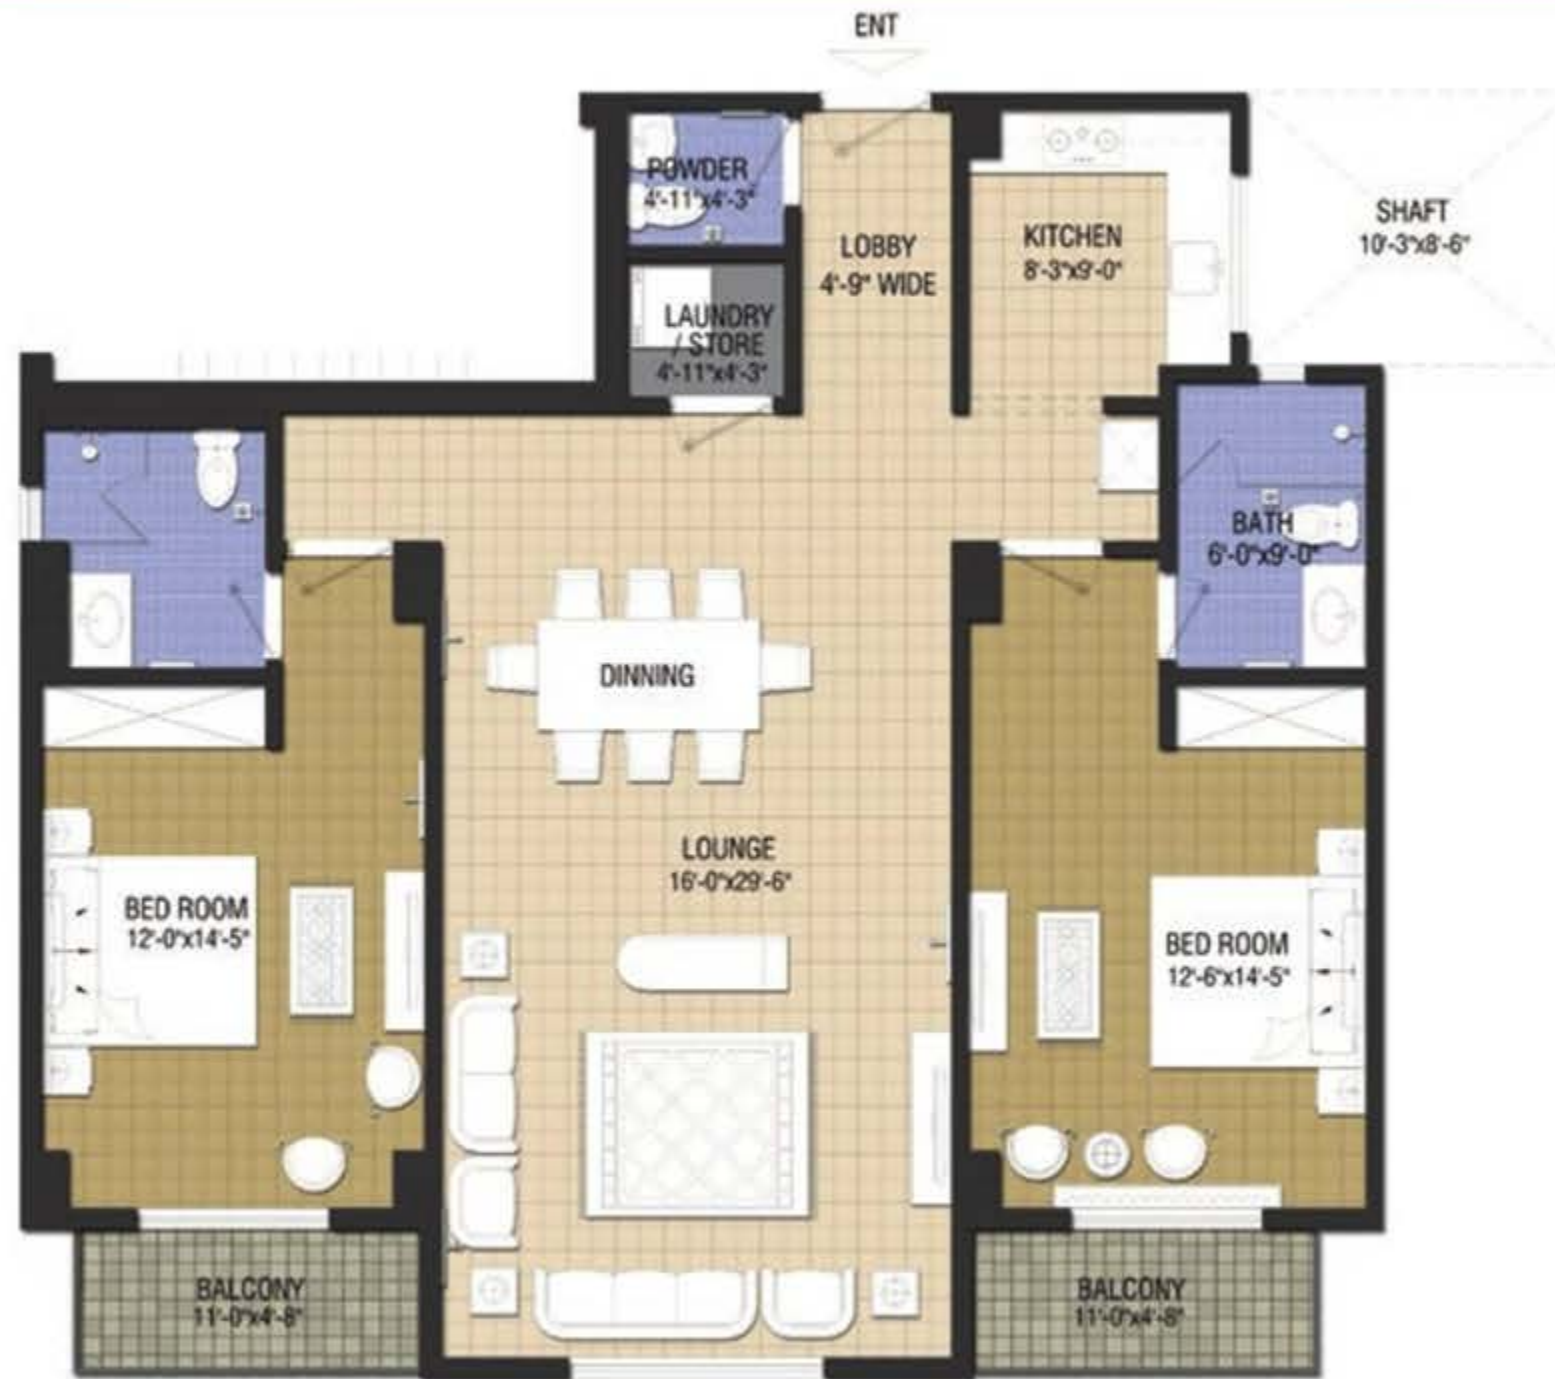 ENT
POWDER
4'-11"x4'-3"
LOBBY
4'-9" WIDE
KITCHEN
8'-3"x9'-0"
SHAFT
10'-3"x8'-6"
LAUNDRY
/ STORE
4'-11"x4'-3"
BATH
6'-0"x9'-0"
DINNING
LOUNGE
16'-0"x29'-6"
BED ROOM
12'-0"x14'-5"
BED ROOM
12'-6"x14'-5"
BALCONY
11'-0"x4'-8"
BALCONY
11'-0"x4'-8"